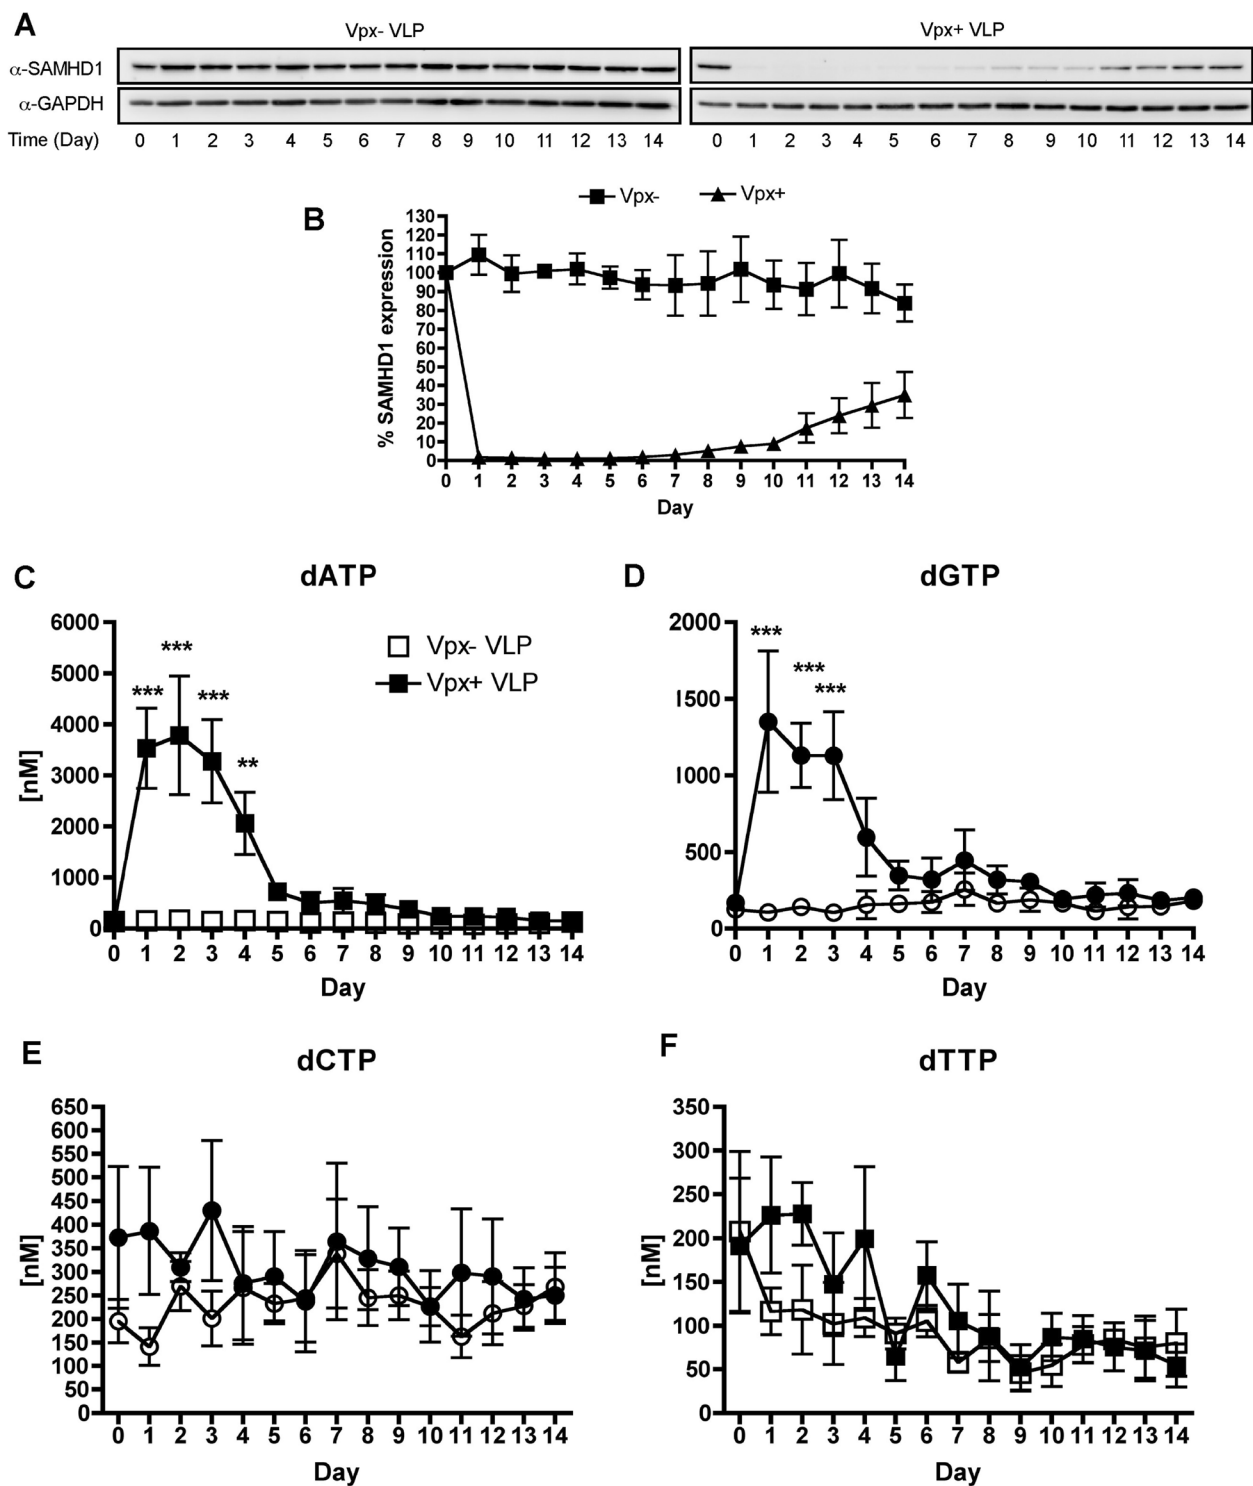 A
Vpx- VLP
Vpx+ VLP
α-SAMHD1
α-GAPDH
Time (Day) 0 1 2 3 4 5 6 7 8 9 10 11 12 13 14
0 1 2 3 4 5 6 7 8 9 10 11 12 13 14
B
Vpx-
Vpx+
% SAMHD1 expression
130
120
110
100
90
80
70
60
50
40
30
20
10
0
0 1 2 3 4 5 6 7 8 9 10 11 12 13 14
Day
C
dATP
[nM]
6000
5000
4000
3000
2000
1000
0
***
***
***
**
Vpx- VLP
Vpx+ VLP
0 1 2 3 4 5 6 7 8 9 10 11 12 13 14
Day
D
dGTP
2000
1500
1000
500
0
***
***
***
0 1 2 3 4 5 6 7 8 9 10 11 12 13 14
Day
E
dCTP
[nM]
650
600
550
500
450
400
350
300
250
200
150
100
50
0
0 1 2 3 4 5 6 7 8 9 10 11 12 13 14
Day
F
dTTP
[nM]
350
300
250
200
150
100
50
0
0 1 2 3 4 5 6 7 8 9 10 11 12 13 14
Day